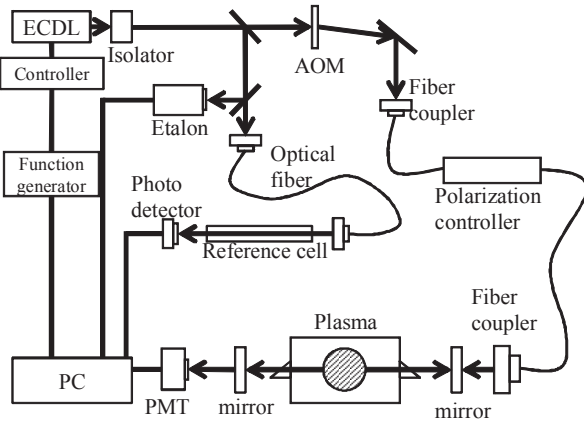 ECDL
Isolator
AOM
Controller
Fiber
coupler
Etalon
Function
generator
Optical
fiber
Photo
detector
Polarization
controller
Reference cell
Fiber
coupler
Plasma
PC
PMT
mirror
mirror